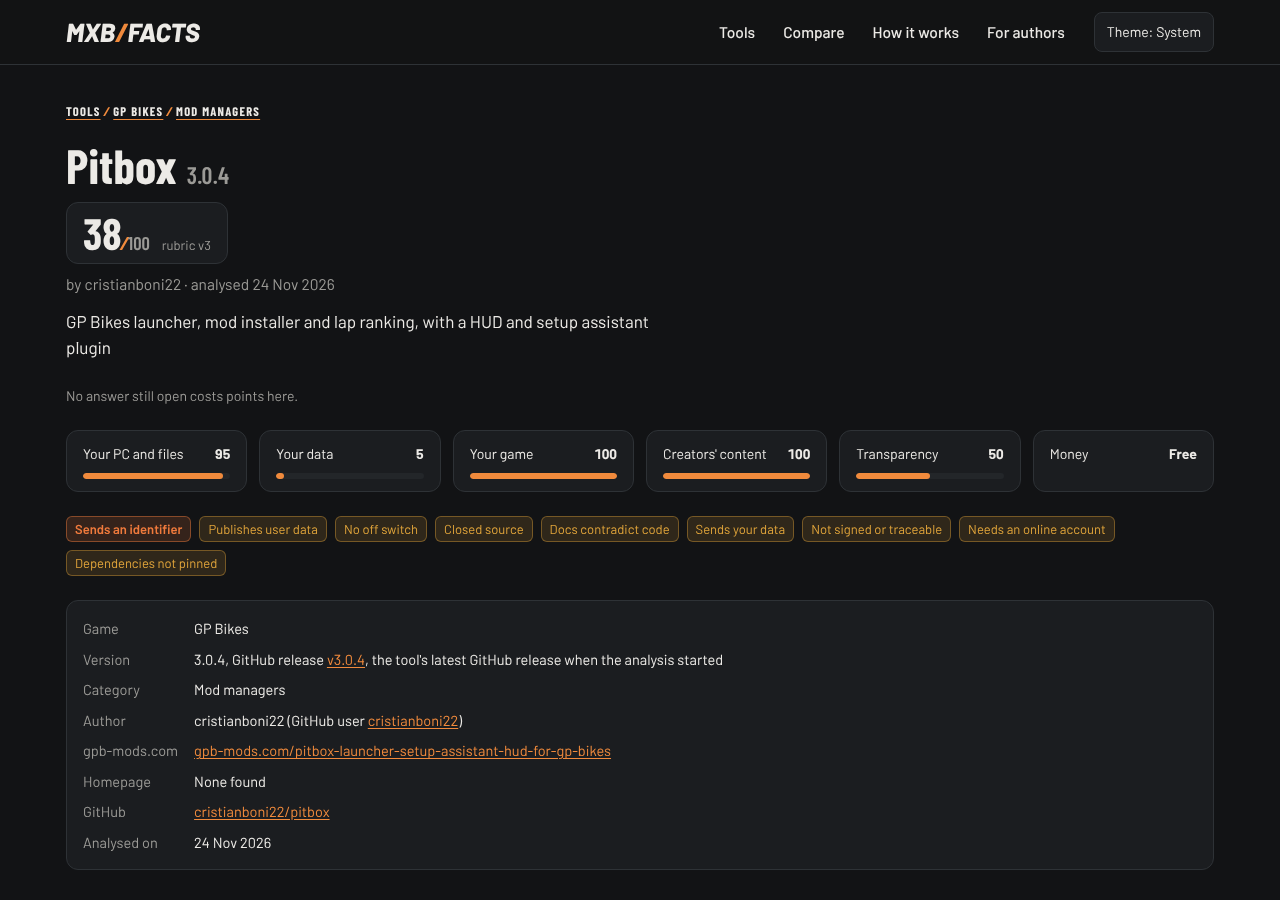 MXB/FACTS
Tools Compare How it works For authors Theme: System
TOOLS / GP BIKES / MOD MANAGERS
Pitbox 3.0.4
38/100 rubric v3
by cristianboni22 · analysed 24 Nov 2026
GP Bikes launcher, mod installer and lap ranking, with a HUD and setup assistant
plugin
No answer still open costs points here.
Your PC and files 95 Your data 5 Your game 100 Creators' content 100 Transparency 50 Money Free
Sends an identifier Publishes user data No off switch Closed source Docs contradict code Sends your data Not signed or traceable Needs an online account
Dependencies not pinned
Game GP Bikes
Version 3.0.4, GitHub release v3.0.4, the tool's latest GitHub release when the analysis started
Category Mod managers
Author cristianboni22 (GitHub user cristianboni22)
gpb-mods.com gpb-mods.com/pitbox-launcher-setup-assistant-hud-for-gp-bikes
Homepage None found
GitHub cristianboni22/pitbox
Analysed on 24 Nov 2026